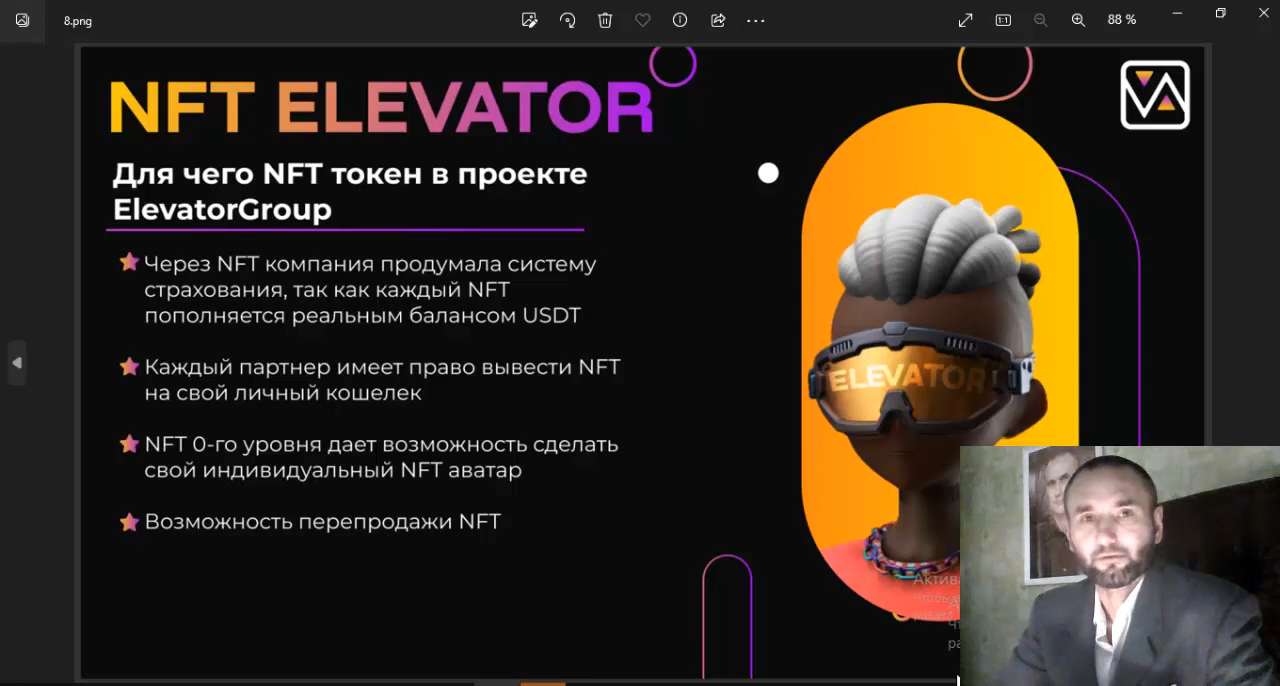 8.png
88 %
NFT ELEVATOR
Для чего NFT токен в проекте
ElevatorGroup
Через NFT компания продумала систему
страхования, так как каждый NFT
пополняется реальным балансом USDT
Каждый партнер имеет право вывести NFT
на свой личный кошелек
NFT 0-го уровня дает возможность сделать
свой индивидуальный NFT аватар
Возможность перепродажи NFT
ELEVATOR